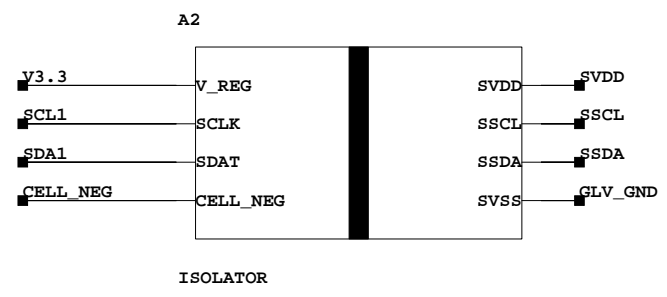 A2
V3.3 V_REG SVDD SVDD
SCL1 SCLK SSCL SSCL
SDA1 SDAT SSDA SSDA
CELL_NEG CELL_NEG SVSS GLV_GND
ISOLATOR